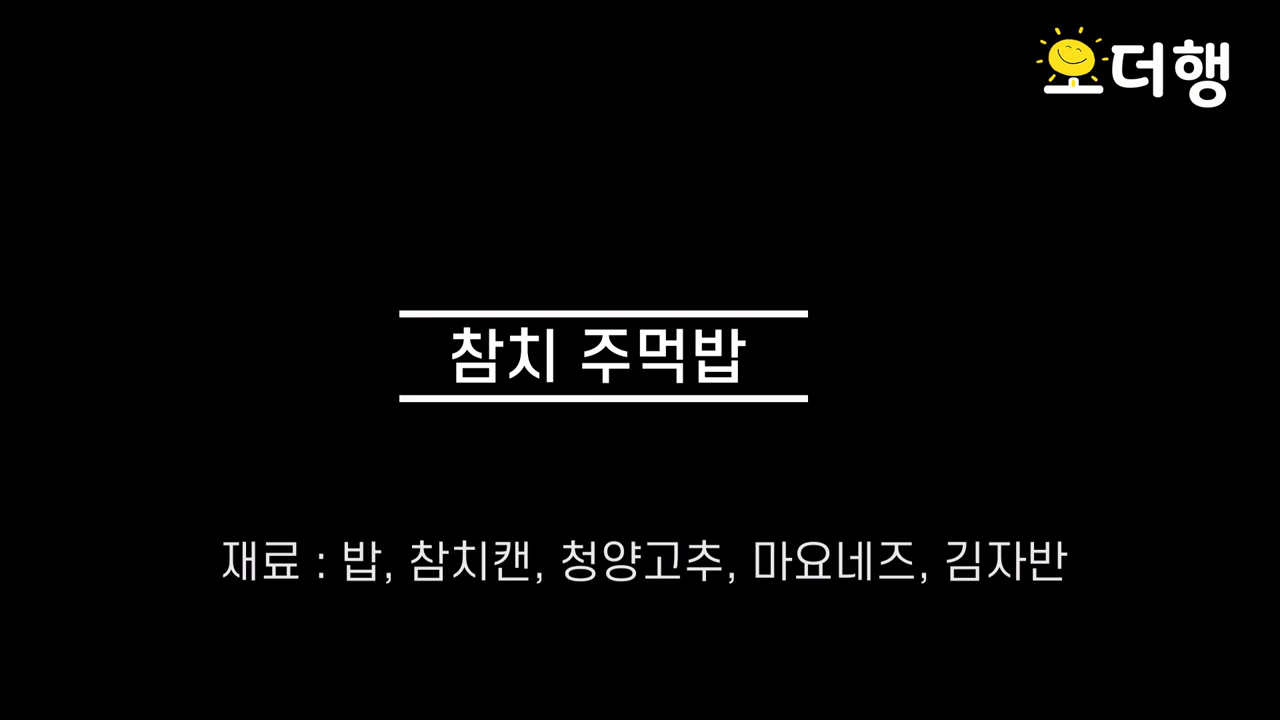 오더행
참치 주먹밥
재료 : 밥, 참치캔, 청양고추, 마요네즈, 김자반